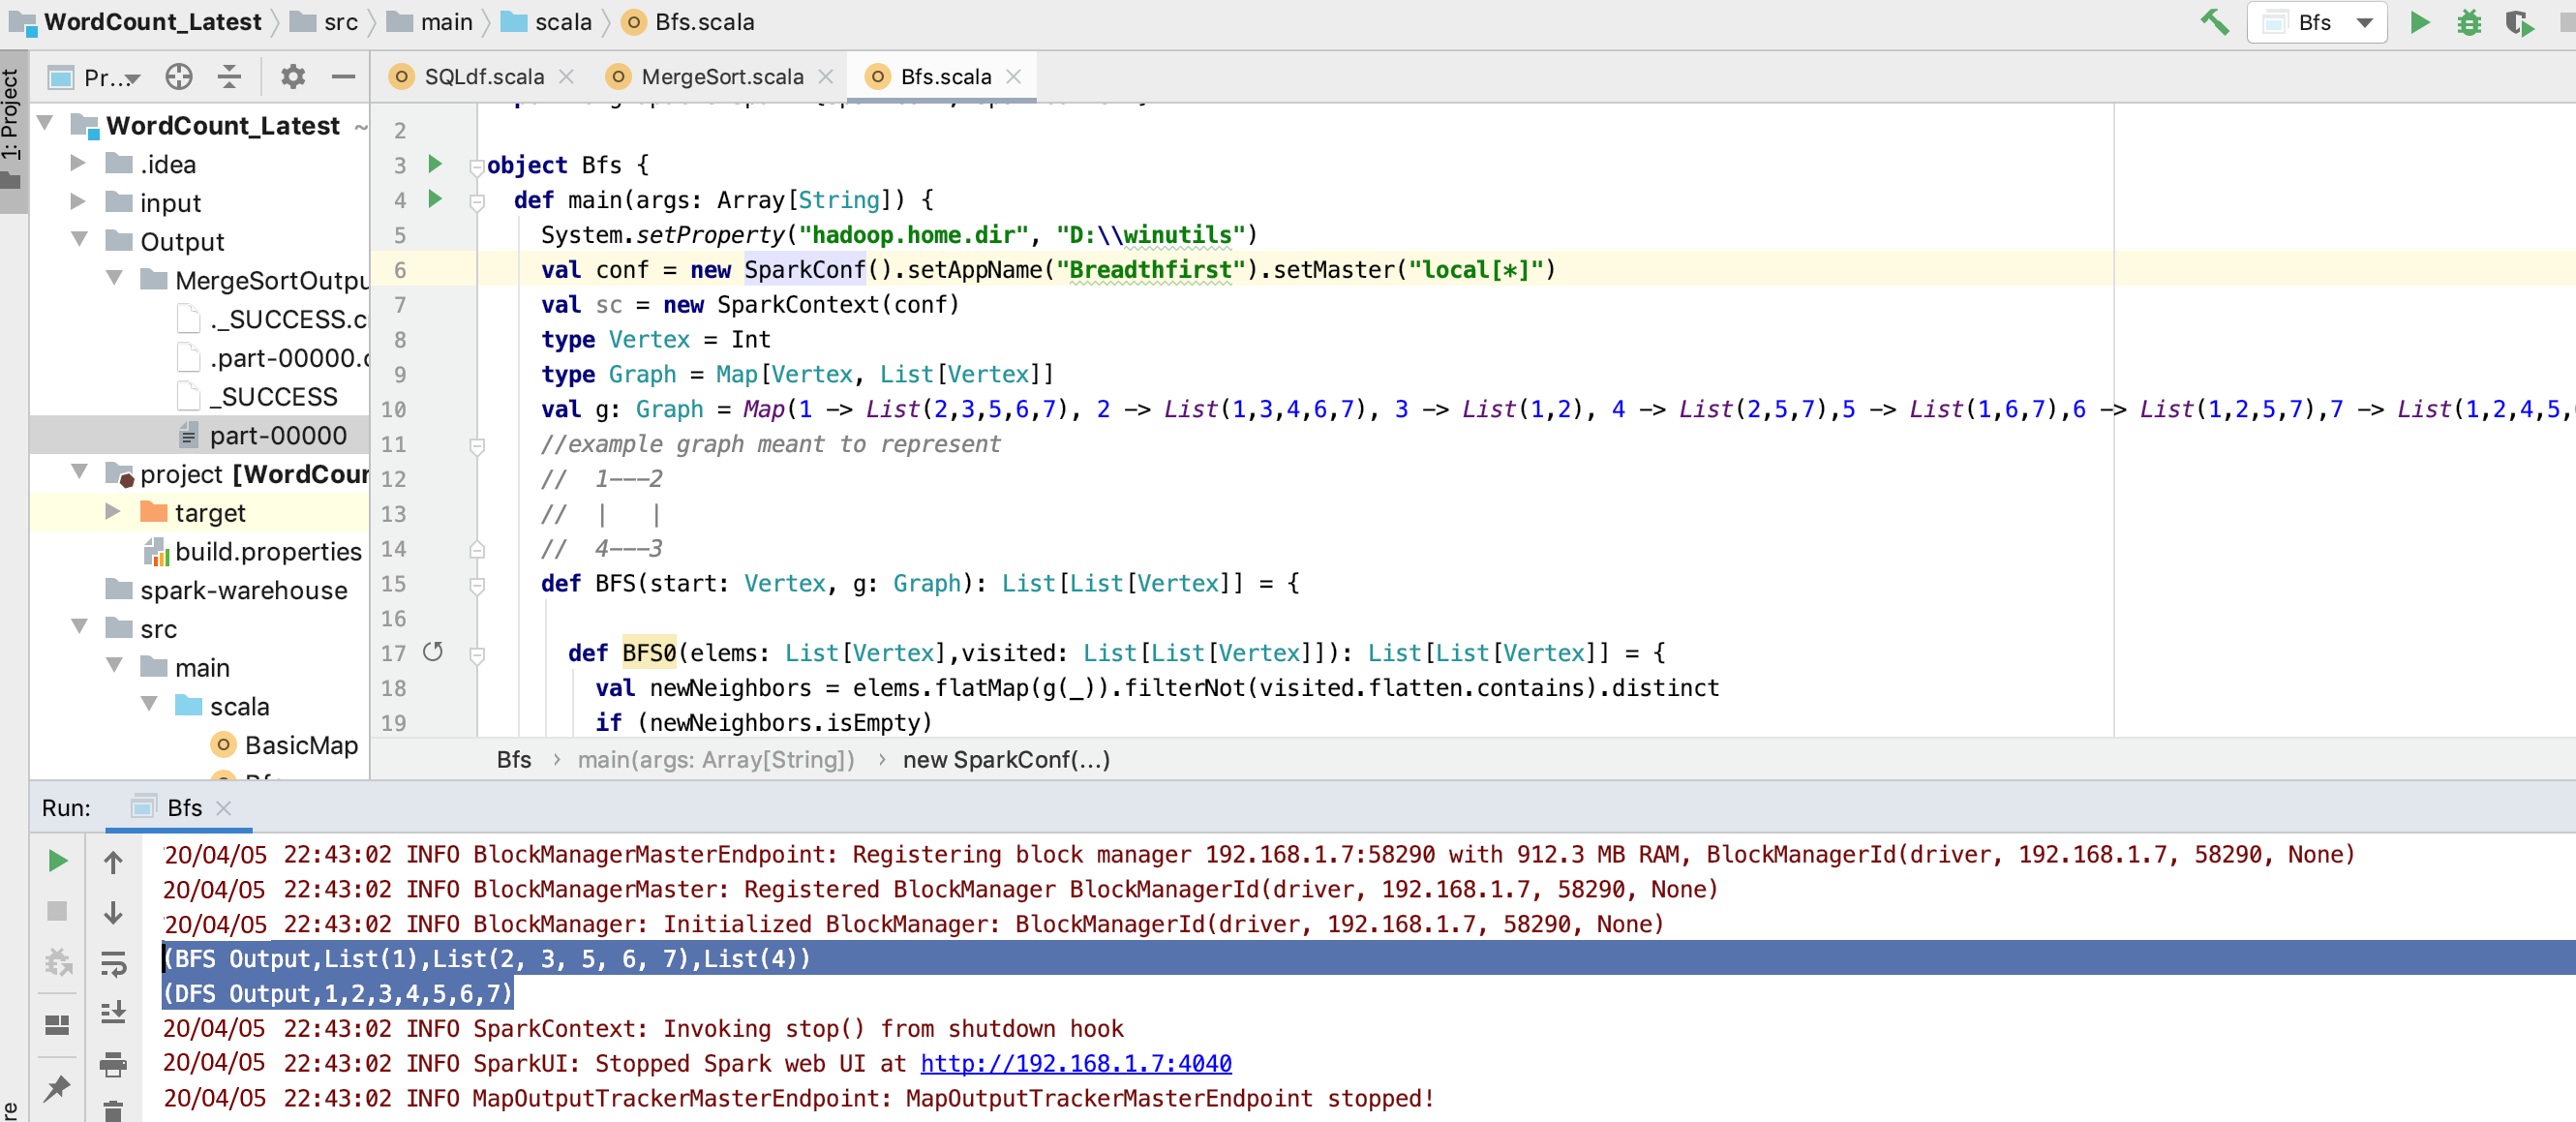 WordCount_Latest src main scala Bfs.scala Bfs
1: Project
Pr... SQLdf.scala MergeSort.scala Bfs.scala
WordCount_Latest ~
.idea
input
Output
MergeSortOutpu
._SUCCESS.c
.part-00000.c
_SUCCESS
part-00000
project [WordCour
target
build.properties
spark-warehouse
src
main
scala
BasicMap
2
3 object Bfs {
4 def main(args: Array[String]) {
5 System.setProperty("hadoop.home.dir", "D:\\winutils")
6 val conf = new SparkConf().setAppName("Breadthfirst").setMaster("local[*]")
7 val sc = new SparkContext(conf)
8 type Vertex = Int
9 type Graph = Map[Vertex, List[Vertex]]
10 val g: Graph = Map(1 -> List(2,3,5,6,7), 2 -> List(1,3,4,6,7), 3 -> List(1,2), 4 -> List(2,5,7),5 -> List(1,6,7),6 -> List(1,2,5,7),7 -> List(1,2,4,5,
11 //example graph meant to represent
12 // 1---2
13 // | |
14 // 4---3
15 def BFS(start: Vertex, g: Graph): List[List[Vertex]] = {
16
17 def BFS0(elems: List[Vertex],visited: List[List[Vertex]]): List[List[Vertex]] = {
18 val newNeighbors = elems.flatMap(g(_)).filterNot(visited.flatten.contains).distinct
19 if (newNeighbors.isEmpty)
Bfs › main(args: Array[String]) › new SparkConf(...)
Run: Bfs
20/04/05 22:43:02 INFO BlockManagerMasterEndpoint: Registering block manager 192.168.1.7:58290 with 912.3 MB RAM, BlockManagerId(driver, 192.168.1.7, 58290, None)
20/04/05 22:43:02 INFO BlockManagerMaster: Registered BlockManager BlockManagerId(driver, 192.168.1.7, 58290, None)
20/04/05 22:43:02 INFO BlockManager: Initialized BlockManager: BlockManagerId(driver, 192.168.1.7, 58290, None)
(BFS Output,List(1),List(2, 3, 5, 6, 7),List(4))
(DFS Output,1,2,3,4,5,6,7)
20/04/05 22:43:02 INFO SparkContext: Invoking stop() from shutdown hook
20/04/05 22:43:02 INFO SparkUI: Stopped Spark web UI at http://192.168.1.7:4040
20/04/05 22:43:02 INFO MapOutputTrackerMasterEndpoint: MapOutputTrackerMasterEndpoint stopped!
re